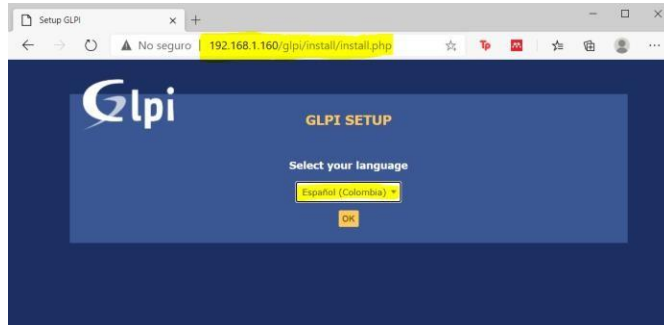 Setup GLPI
No seguro 192.168.1.160/glpi/install/install.php
Glpi
GLPI SETUP
Select your language
Español (Colombia)
OK